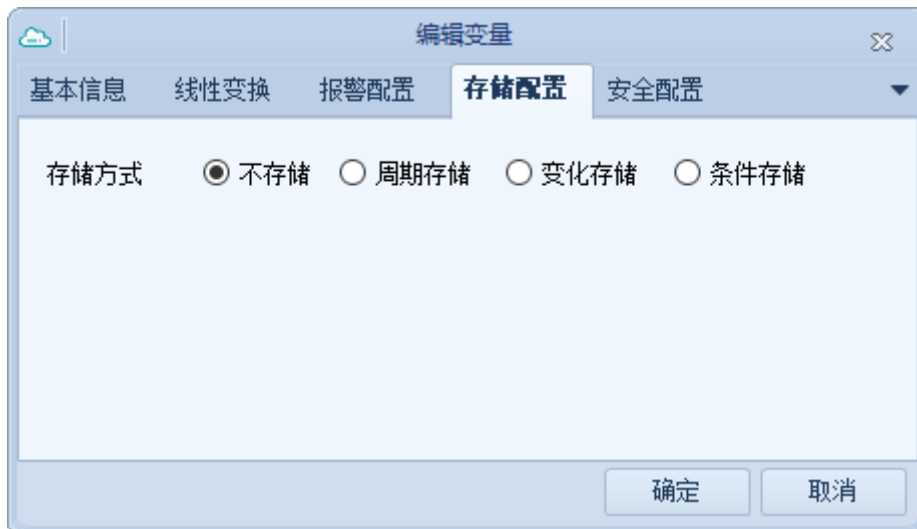 编辑变量
基本信息 线性变换 报警配置 存储配置 安全配置
存储方式 不存储 周期存储 变化存储 条件存储
确定 取消